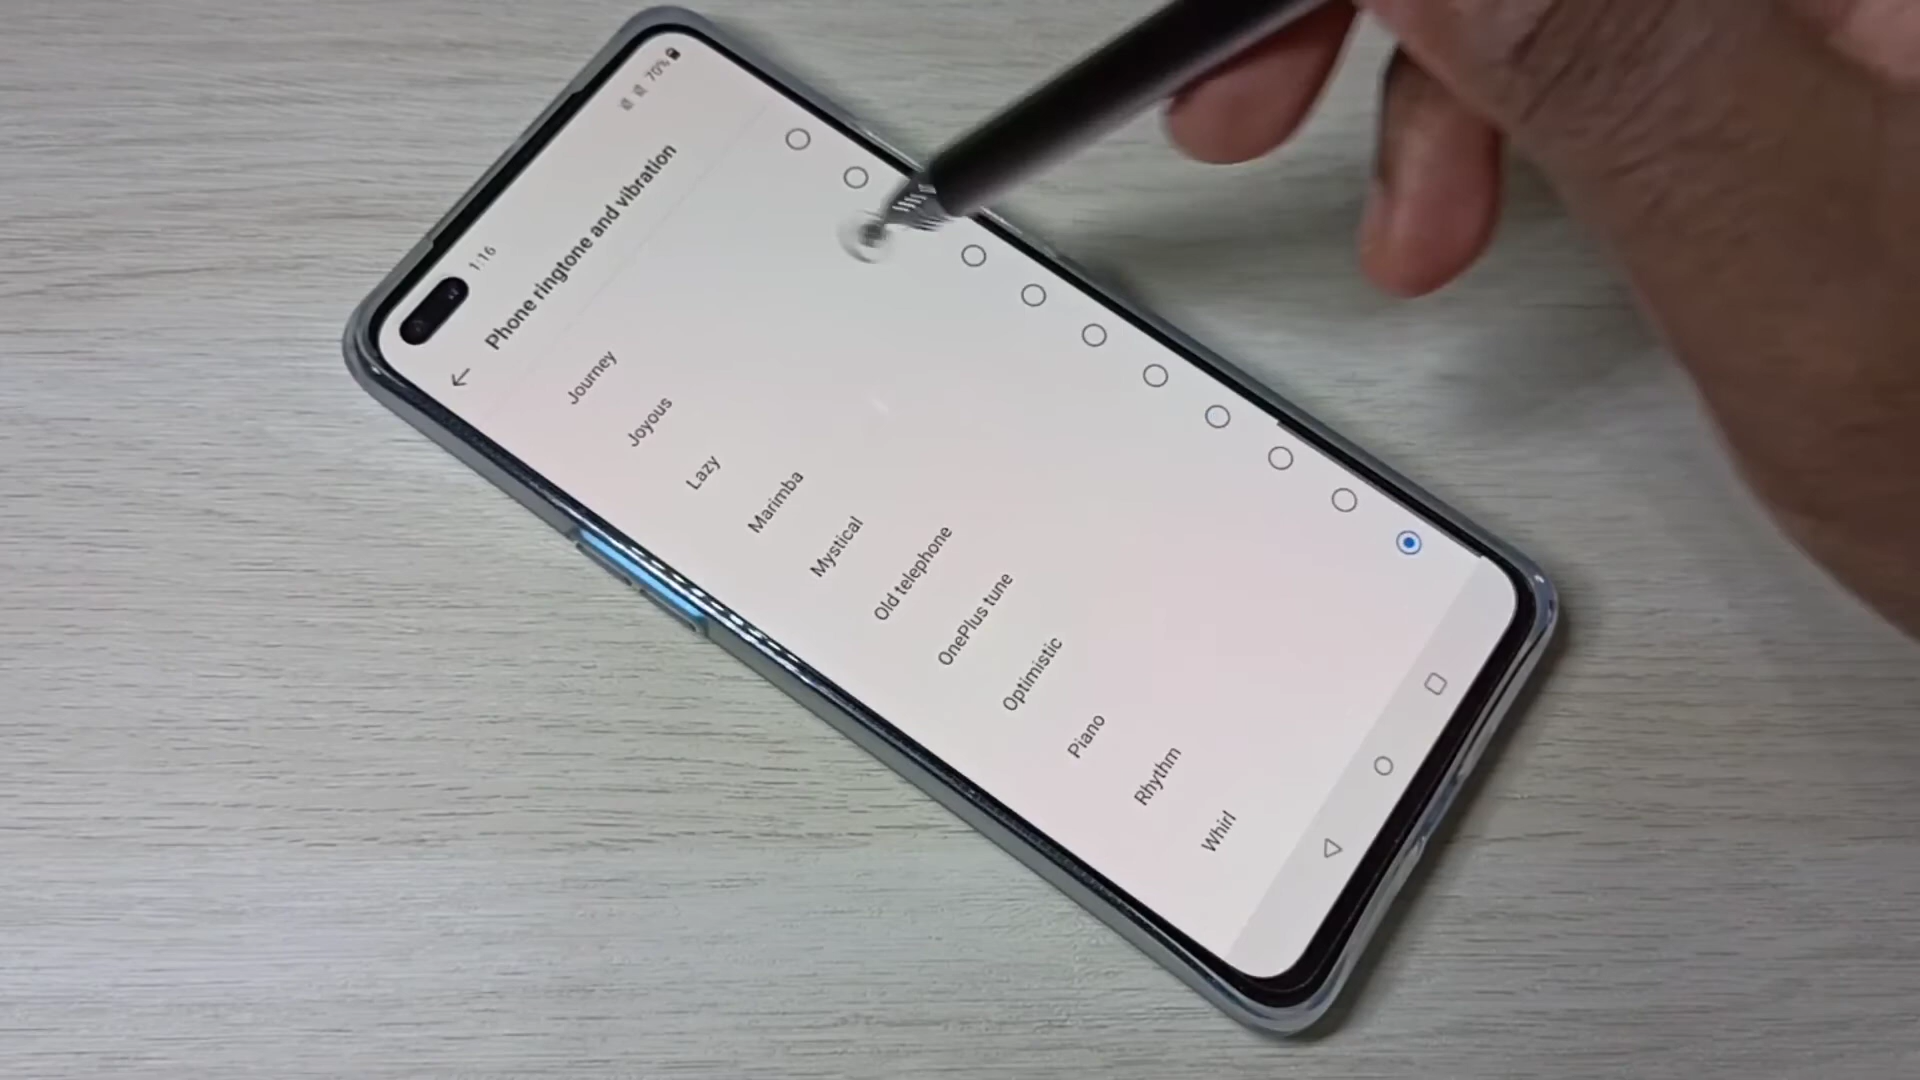 1:16
70%
Phone ringtone and vibration
Journey
Joyous
Lazy
Marimba
Mystical
Old telephone
OnePlus tune
Optimistic
Piano
Rhythm
Whirl